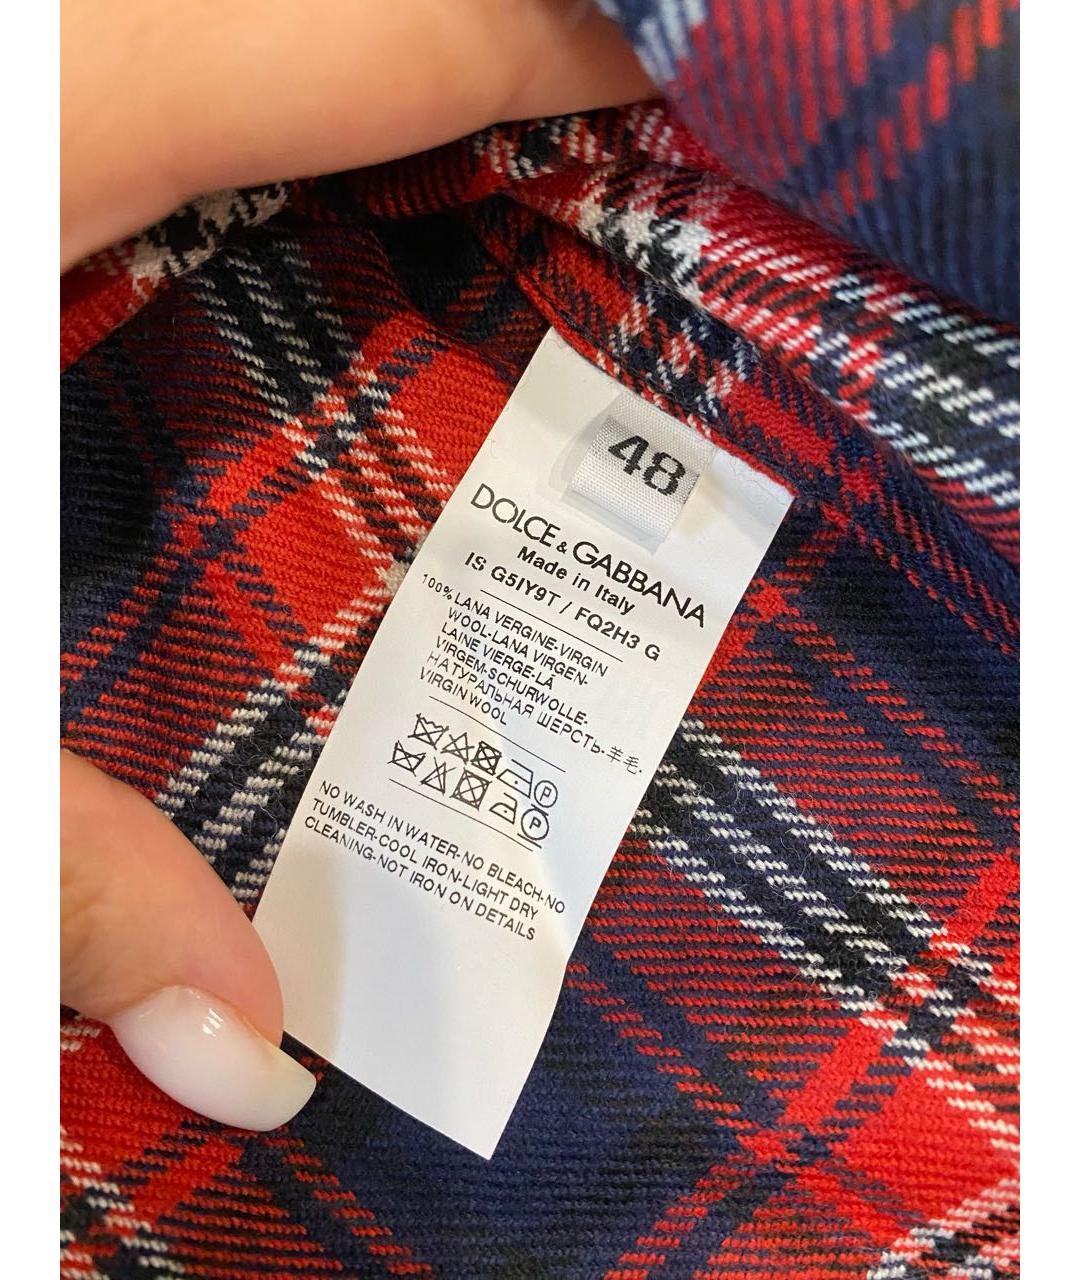 48
DOLCE & GABBANA
Made in Italy
IS G5IY9T / FQ2H3 G
100% LANA VERGINE-VIRGIN
WOOL-LANA VIRGEN-
LAINE VIERGE-LÃ
VIRGEM-SCHURWOLLE-
НАТУРАЛЬНАЯ ШЕРСТЬ-羊毛-
VIRGIN WOOL
P
P
NO WASH IN WATER-NO BLEACH-NO
TUMBLER-COOL IRON-LIGHT DRY
CLEANING-NOT IRON ON DETAILS